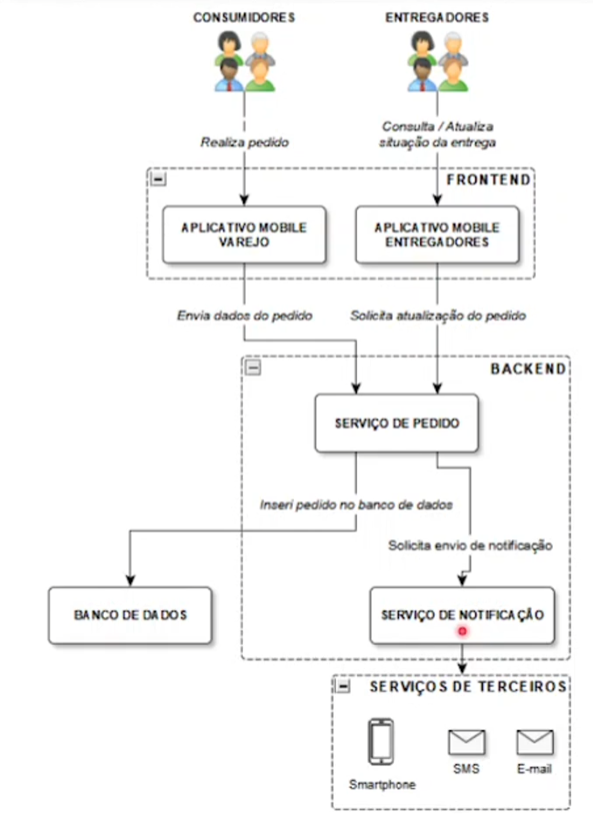 CONSUMIDORES
ENTREGADORES
Realiza pedido
Consulta / Atualiza
situação da entrega
FRONTEND
APLICATIVO MOBILE
VAREJO
APLICATIVO MOBILE
ENTREGADORES
Envia dados do pedido
Solicita atualização do pedido
BACKEND
SERVIÇO DE PEDIDO
Inseri pedido no banco de dados
Solicita envio de notificação
BANCO DE DADOS
SERVIÇO DE NOTIFICAÇÃO
SERVIÇOS DE TERCEIROS
Smartphone
SMS
E-mail